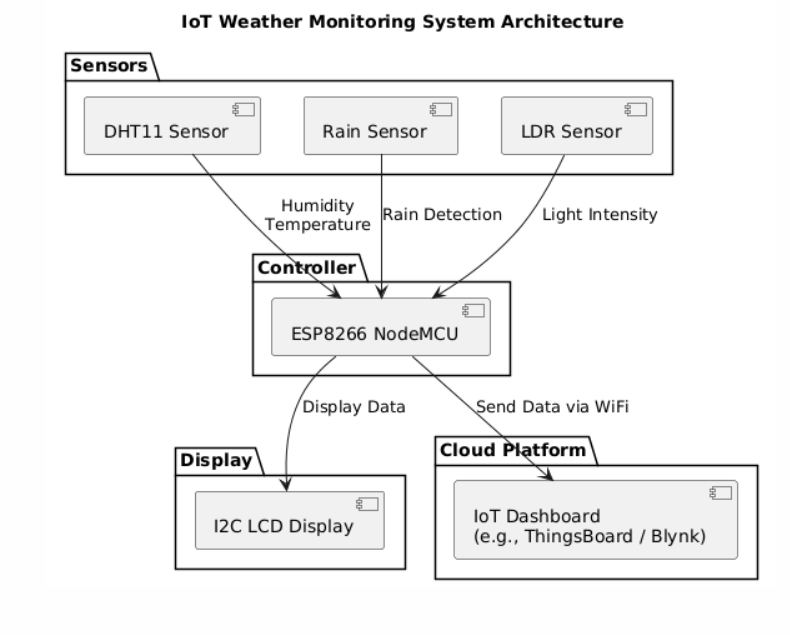 IoT Weather Monitoring System Architecture
Sensors
DHT11 Sensor
Rain Sensor
LDR Sensor
Humidity
Temperature
Rain Detection
Light Intensity
Controller
ESP8266 NodeMCU
Display Data
Send Data via WiFi
Display
I2C LCD Display
Cloud Platform
IoT Dashboard
(e.g., ThingsBoard / Blynk)